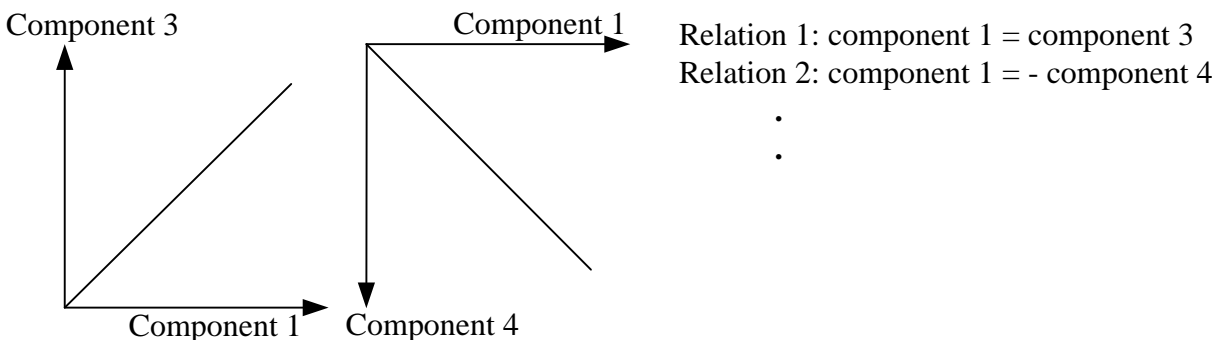 Component 3
Component 1
Component 4
Component 1
Relation 1: component 1 = component 3
Relation 2: component 1 = - component 4
.
.